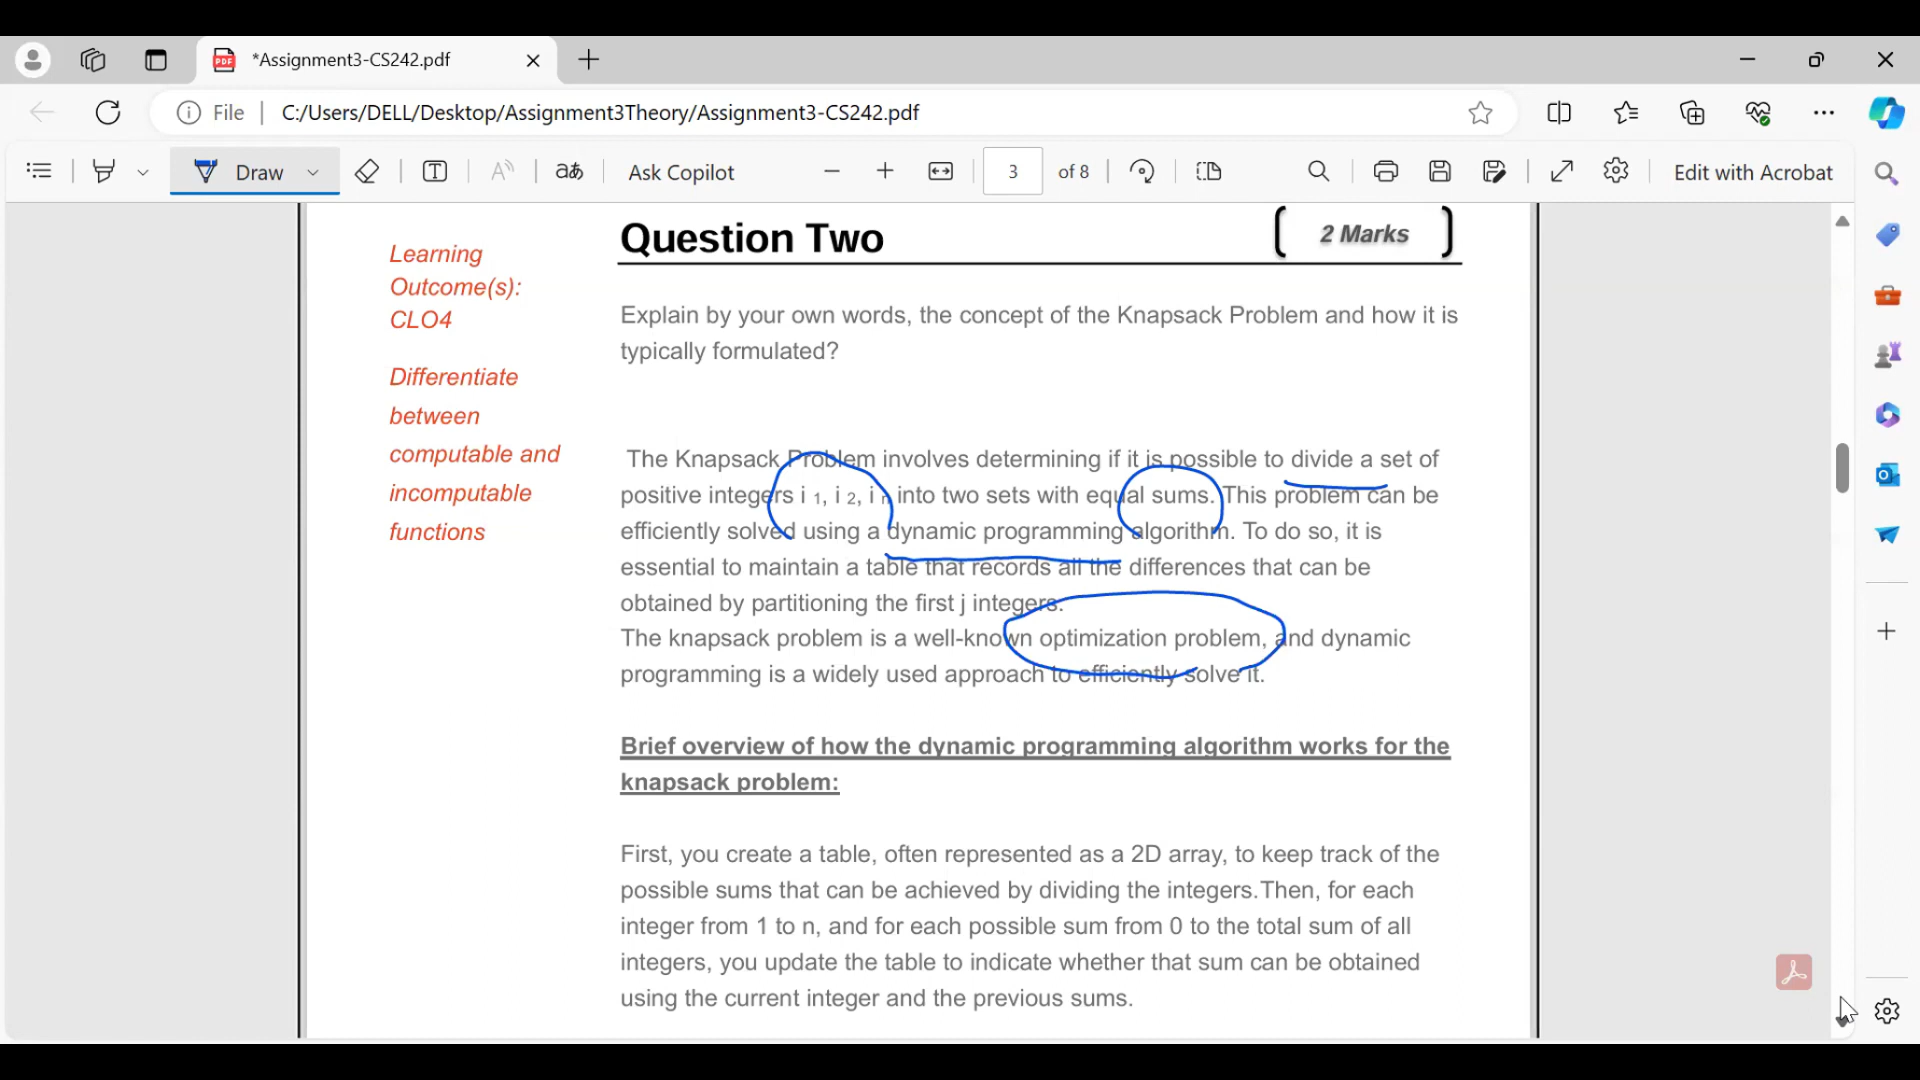 *Assignment3-CS242.pdf
File
C:/Users/DELL/Desktop/Assignment3Theory/Assignment3-CS242.pdf
Draw
aあ
Ask Copilot
3
of 8
Edit with Acrobat
Question Two
2 Marks
Learning
Outcome(s):
CLO4
Differentiate
between
computable and
incomputable
functions
Explain by your own words, the concept of the Knapsack Problem and how it is
typically formulated?
The Knapsack Problem involves determining if it is possible to divide a set of
positive integers i 1, i 2, i n into two sets with equal sums. This problem can be
efficiently solved using a dynamic programming algorithm. To do so, it is
essential to maintain a table that records all the differences that can be
obtained by partitioning the first j integers.
The knapsack problem is a well-known optimization problem, and dynamic
programming is a widely used approach to efficiently solve it.
Brief overview of how the dynamic programming algorithm works for the
knapsack problem:
First, you create a table, often represented as a 2D array, to keep track of the
possible sums that can be achieved by dividing the integers.Then, for each
integer from 1 to n, and for each possible sum from 0 to the total sum of all
integers, you update the table to indicate whether that sum can be obtained
using the current integer and the previous sums.